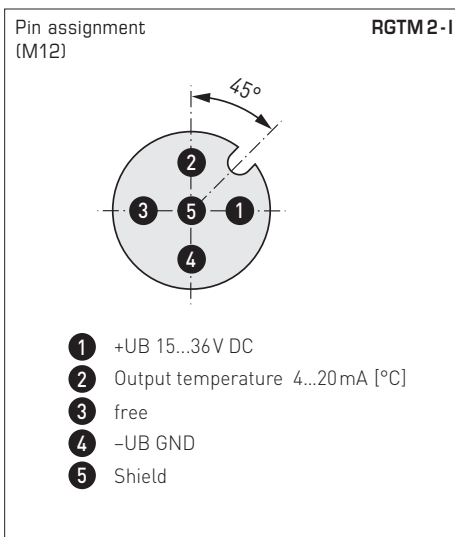 Pin assignment RGTM 2 - I
(M12)
45°
2
3 5 1
4
1 +UB 15...36 V DC
2 Output temperature 4...20 mA [°C]
3 free
4 –UB GND
5 Shield